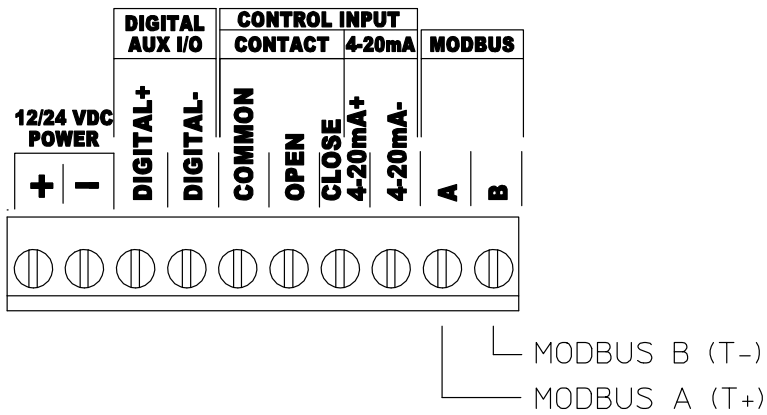 DIGITAL
AUX I/O
CONTROL INPUT
CONTACT
4-20mA
MODBUS
12/24 VDC
POWER
+
−
DIGITAL+
DIGITAL-
COMMON
OPEN
CLOSE
4-20mA+
4-20mA-
A
B
MODBUS B (T-)
MODBUS A (T+)